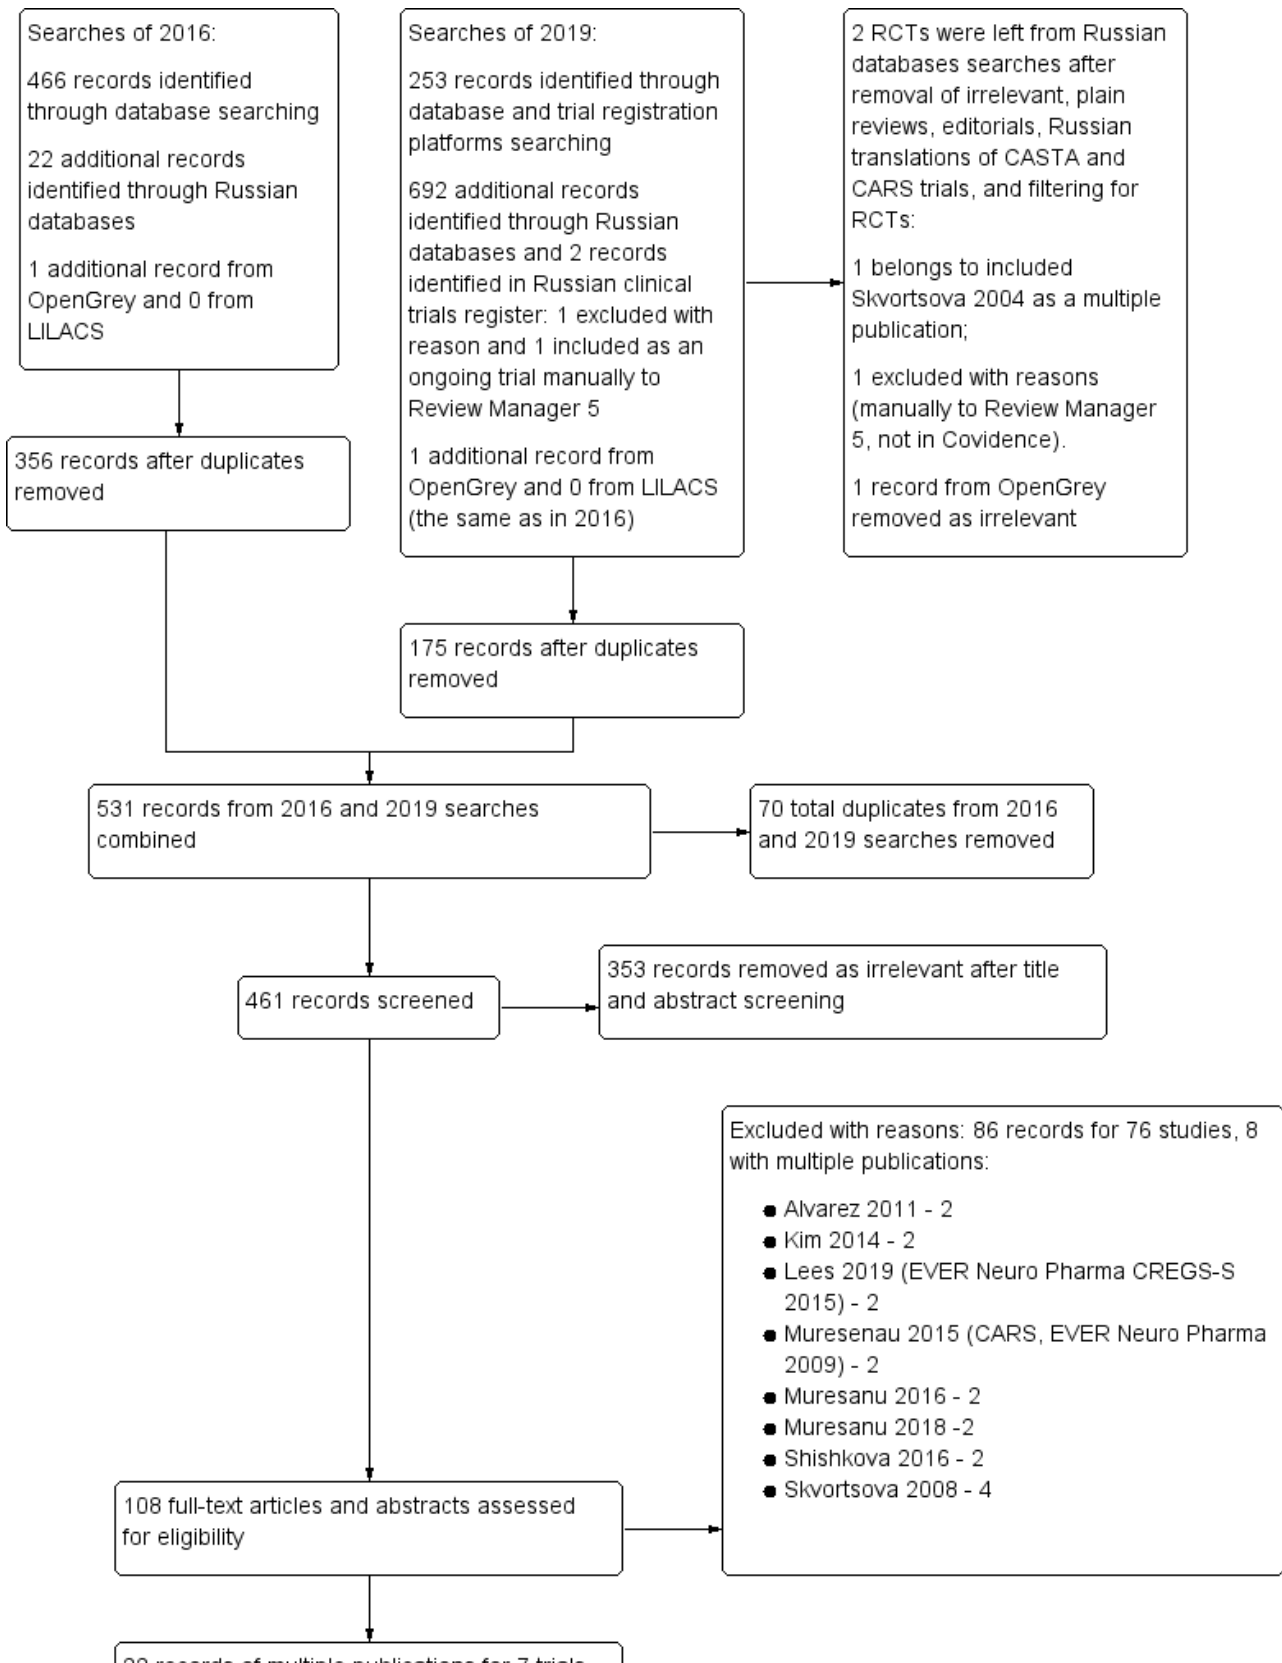 Searches of 2016:
466 records identified
through database searching
22 additional records
identified through Russian
databases
1 additional record from
OpenGrey and 0 from
LILACS
Searches of 2019:
253 records identified through
database and trial registration
platforms searching
692 additional records
identified through Russian
databases and 2 records
identified in Russian clinical
trials register: 1 excluded with
reason and 1 included as an
ongoing trial manually to
Review Manager 5
1 additional record from
OpenGrey and 0 from LILACS
(the same as in 2016)
2 RCTs were left from Russian
databases searches after
removal of irrelevant, plain
reviews, editorials, Russian
translations of CASTA and
CARS trials, and filtering for
RCTs:
1 belongs to included
Skvortsova 2004 as a multiple
publication;
1 excluded with reasons
(manually to Review Manager
5, not in Covidence).
1 record from OpenGrey
removed as irrelevant
356 records after duplicates
removed
175 records after duplicates
removed
531 records from 2016 and 2019 searches
combined
70 total duplicates from 2016
and 2019 searches removed
461 records screened
353 records removed as irrelevant after title
and abstract screening
Excluded with reasons: 86 records for 76 studies, 8
with multiple publications:
● Alvarez 2011 - 2
● Kim 2014 - 2
● Lees 2019 (EVER Neuro Pharma CREGS-S
2015) - 2
● Muresenau 2015 (CARS, EVER Neuro Pharma
2009) - 2
● Muresanu 2016 - 2
● Muresanu 2018 -2
● Shishkova 2016 - 2
● Skvortsova 2008 - 4
108 full-text articles and abstracts assessed
for eligibility
records of multiple publications for 7 trials